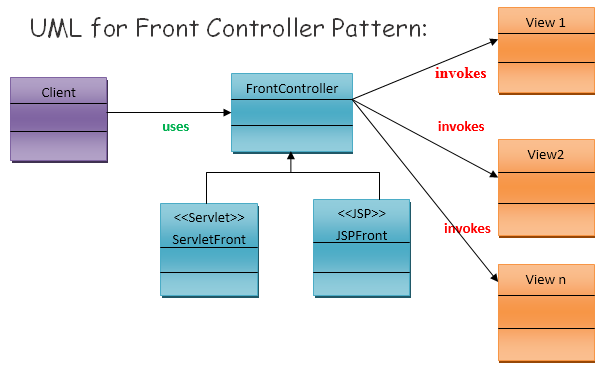 UML for Front Controller Pattern:
Client
uses
FrontController
<<Servlet>>
ServletFront
<<JSP>>
JSPFront
invokes
View 1
invokes
View2
invokes
View n